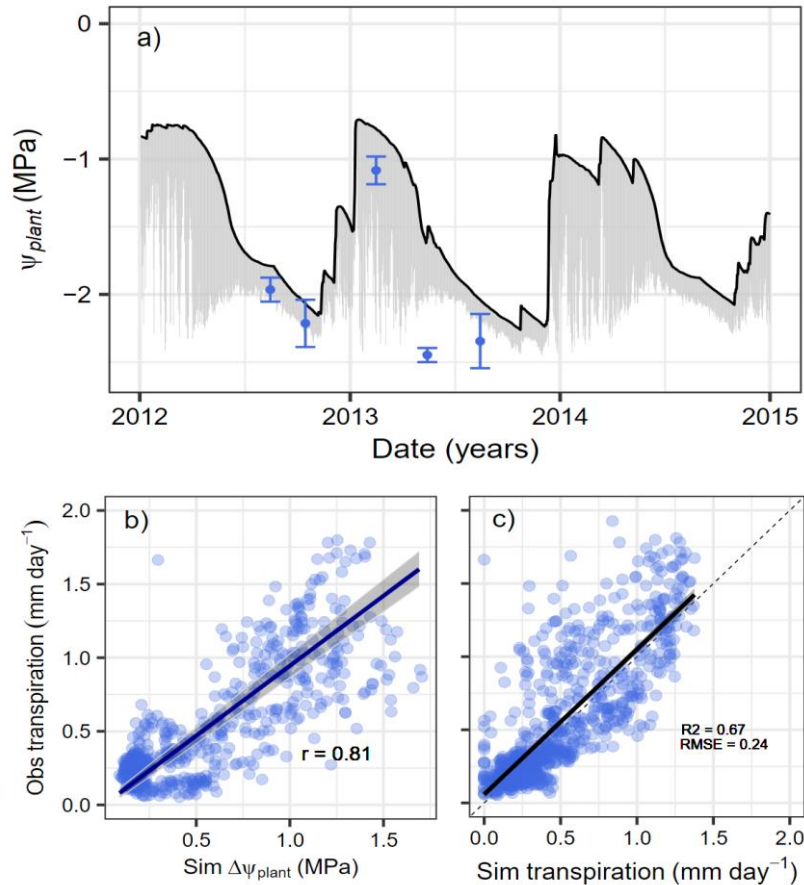 a)
0
−1
−2
Ψplant (MPa)
2012 2013 2014 2015
Date (years)
b)
2.0
1.5
1.0
0.5
0.0
Obs transpiration (mm day⁻¹)
r = 0.81
0.5 1.0 1.5
Sim Δψplant (MPa)
c)
R2 = 0.67
RMSE = 0.24
0.0 0.5 1.0 1.5 2.0
Sim transpiration (mm day⁻¹)